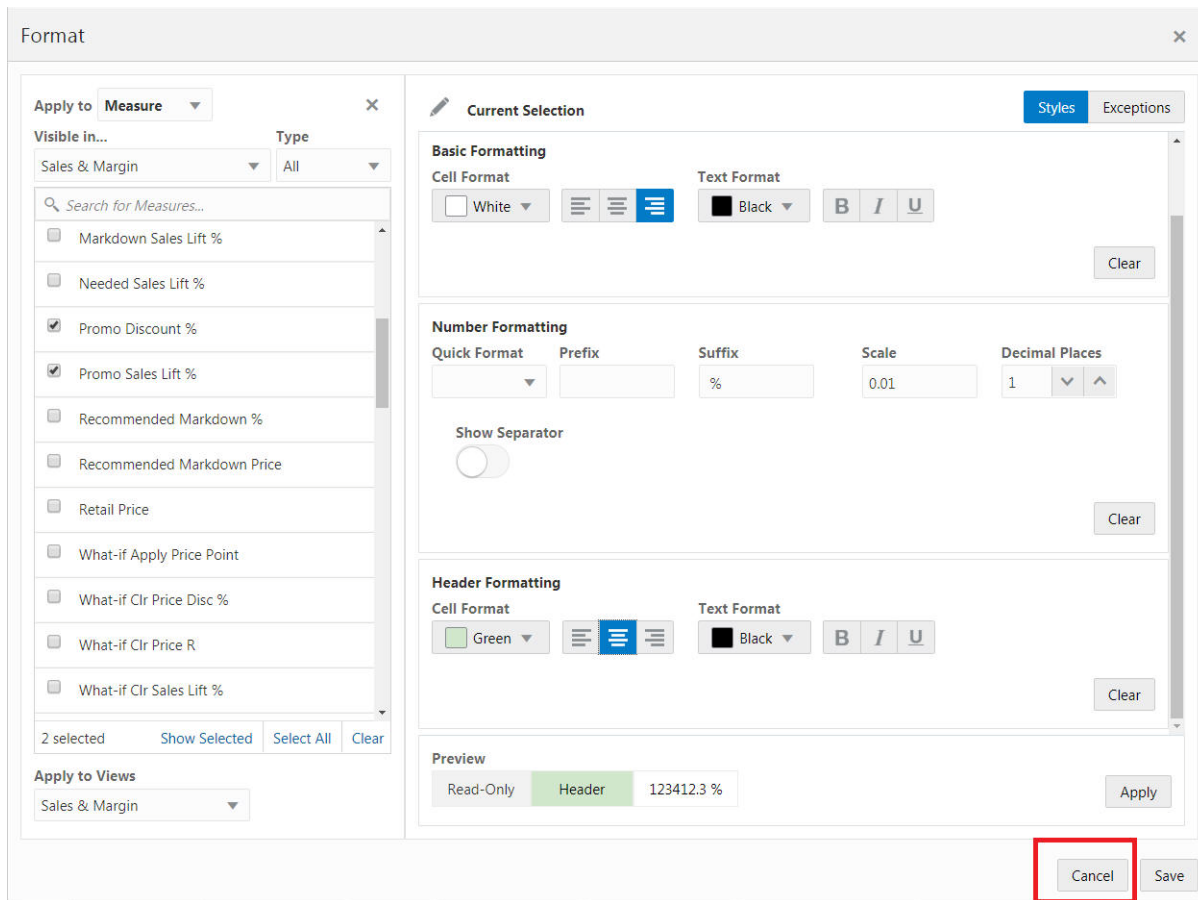 Format
Apply to Measure
Visible in... Type
Sales & Margin All
Search for Measures...
Markdown Sales Lift %
Needed Sales Lift %
Promo Discount %
Promo Sales Lift %
Recommended Markdown %
Recommended Markdown Price
Retail Price
What-if Apply Price Point
What-if Clr Price Disc %
What-if Clr Price R
What-if Clr Sales Lift %
2 selected Show Selected Select All Clear
Apply to Views
Sales & Margin
Current Selection Styles Exceptions
Basic Formatting
Cell Format Text Format
White Black B I U
Clear
Number Formatting
Quick Format Prefix Suffix Scale Decimal Places
% 0.01 1
Show Separator
Clear
Header Formatting
Cell Format Text Format
Green Black B I U
Clear
Preview
Read-Only Header 123412.3 % Apply
Cancel Save